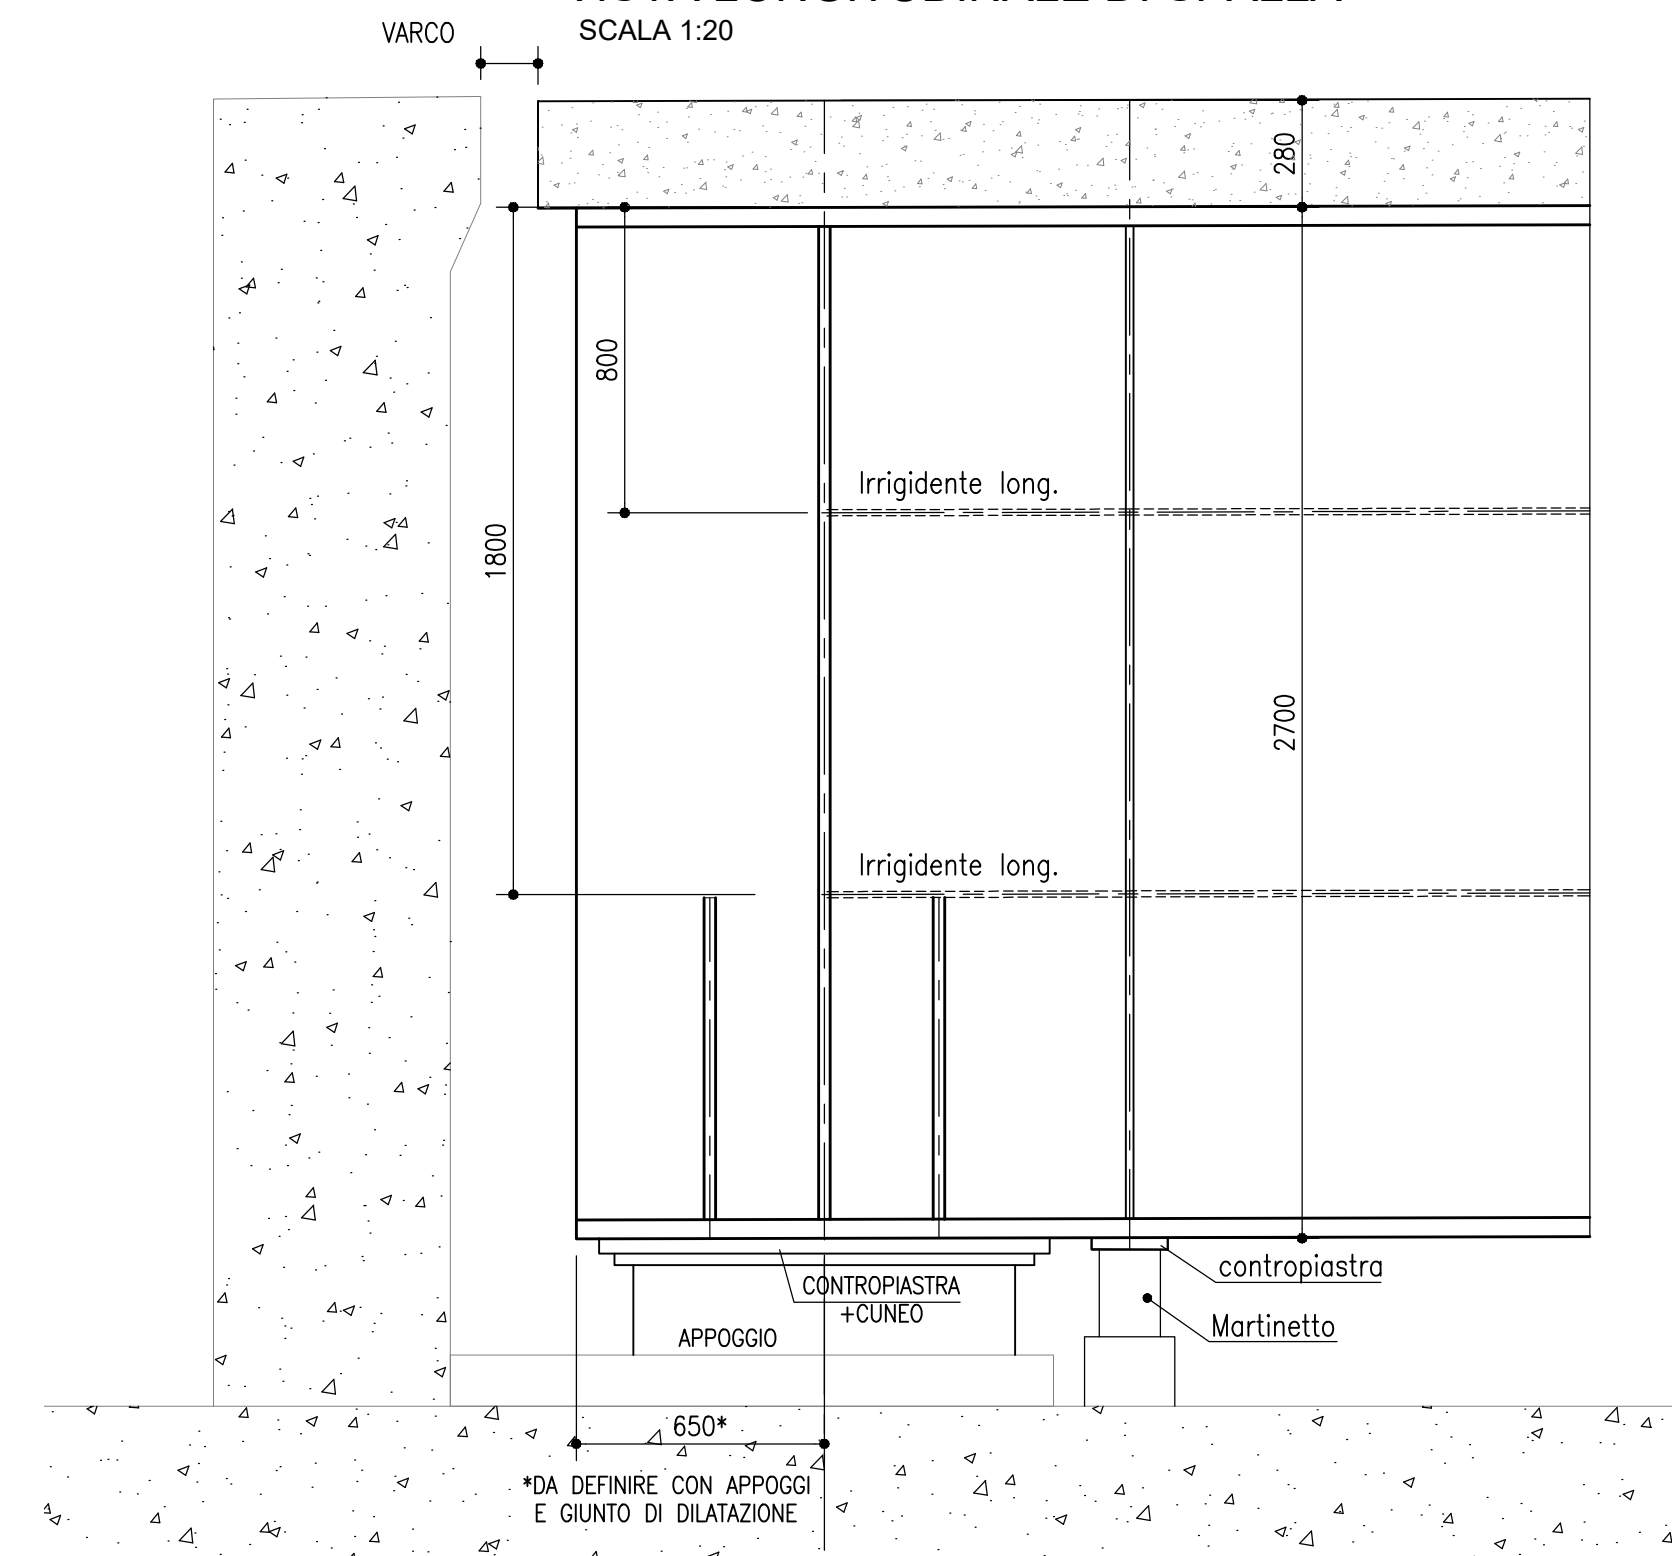 VARCO
SCALA 1:20
280
800
Irrigidente long.
1800
2700
Irrigidente long.
contropiastra
CONTROPIASTRA
+CUNEO
Martinetto
APPOGGIO
650*
*DA DEFINIRE CON APPOGGI
E GIUNTO DI DILATAZIONE